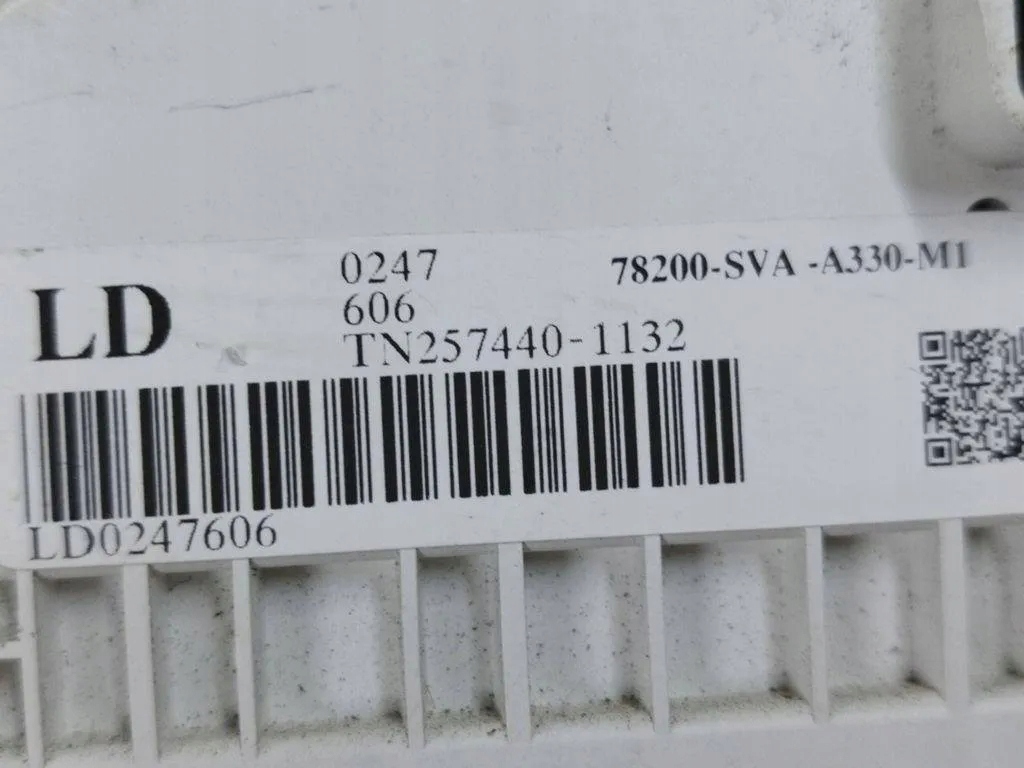 LD
0247
606
TN257440-1132
78200-SVA -A330-M1
LD0247606